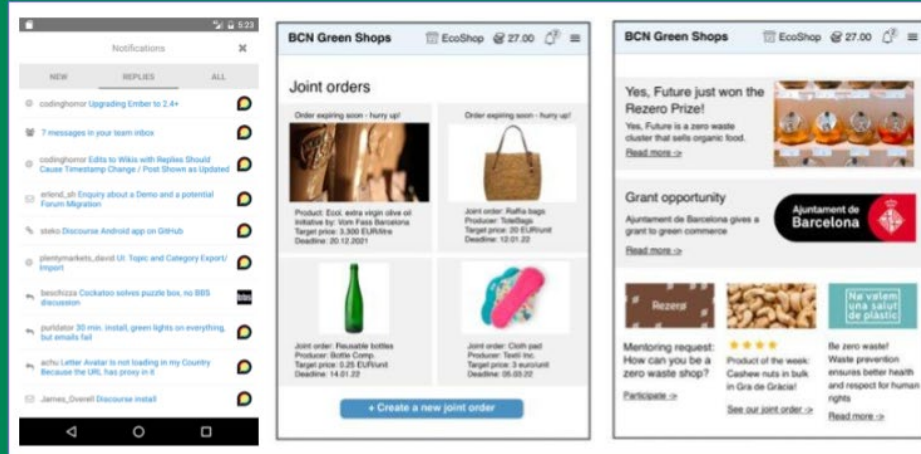 5:23
Notifications
NEW REPLIES ALL
codinghorror Upgrading Ember to 2.4+
7 messages in your team inbox
codinghorror Edits to Wikis with Replies Should
Cause Timestamp Change / Post Shown as Updated
erlend_sh Enquiry about a Demo and a potential
Forum Migration
steko Discourse Android app on GitHub
plentymarkets_david UI: Topic and Category Export/
Import
beschizza Cockatoo solves puzzle box, no BBS
discussion
purldator 30 min. install, green lights on everything,
but emails fail
achu Letter Avatar Is not loading in my Country
Because the URL has proxy in it
James_Overell Discourse install
BCN Green Shops EcoShop 27.00
Joint orders
Order expiring soon - hurry up!
Product: Ecol. extra virgin olive oil
Initiative by: Vom Fass Barcelona
Target price: 3,300 EUR/litre
Deadline: 20.12.2021
Order expiring soon - hurry up!
Joint order: Raffia bags
Producer: ToteBags
Target price: 20 EUR/unit
Deadline: 12.01.22
Joint order: Reusable bottles
Producer: Bottle Comp.
Target price: 0.25 EUR/unit
Deadline: 14.01.22
Joint order: Cloth pad
Producer: Textil Inc.
Target price: 3 euro/unit
Deadline: 05.03.22
+ Create a new joint order
BCN Green Shops EcoShop 27.00
Yes, Future just won the
Rezero Prize!
Yes, Future is a zero waste
cluster that sells organic food.
Read more ->
Grant opportunity
Ajuntament de Barcelona gives a
grant to green commerce
Read more ->
Ajuntament de
Barcelona
Rezero
Mentoring request:
How can you be a
zero waste shop?
Participate ->
Product of the week:
Cashew nuts in bulk
in Gra de Gràcia!
See our joint order ->
No volem
una salut
de plàstic
Be zero waste!
Waste prevention
ensures better health
and respect for human
rights
Read more ->